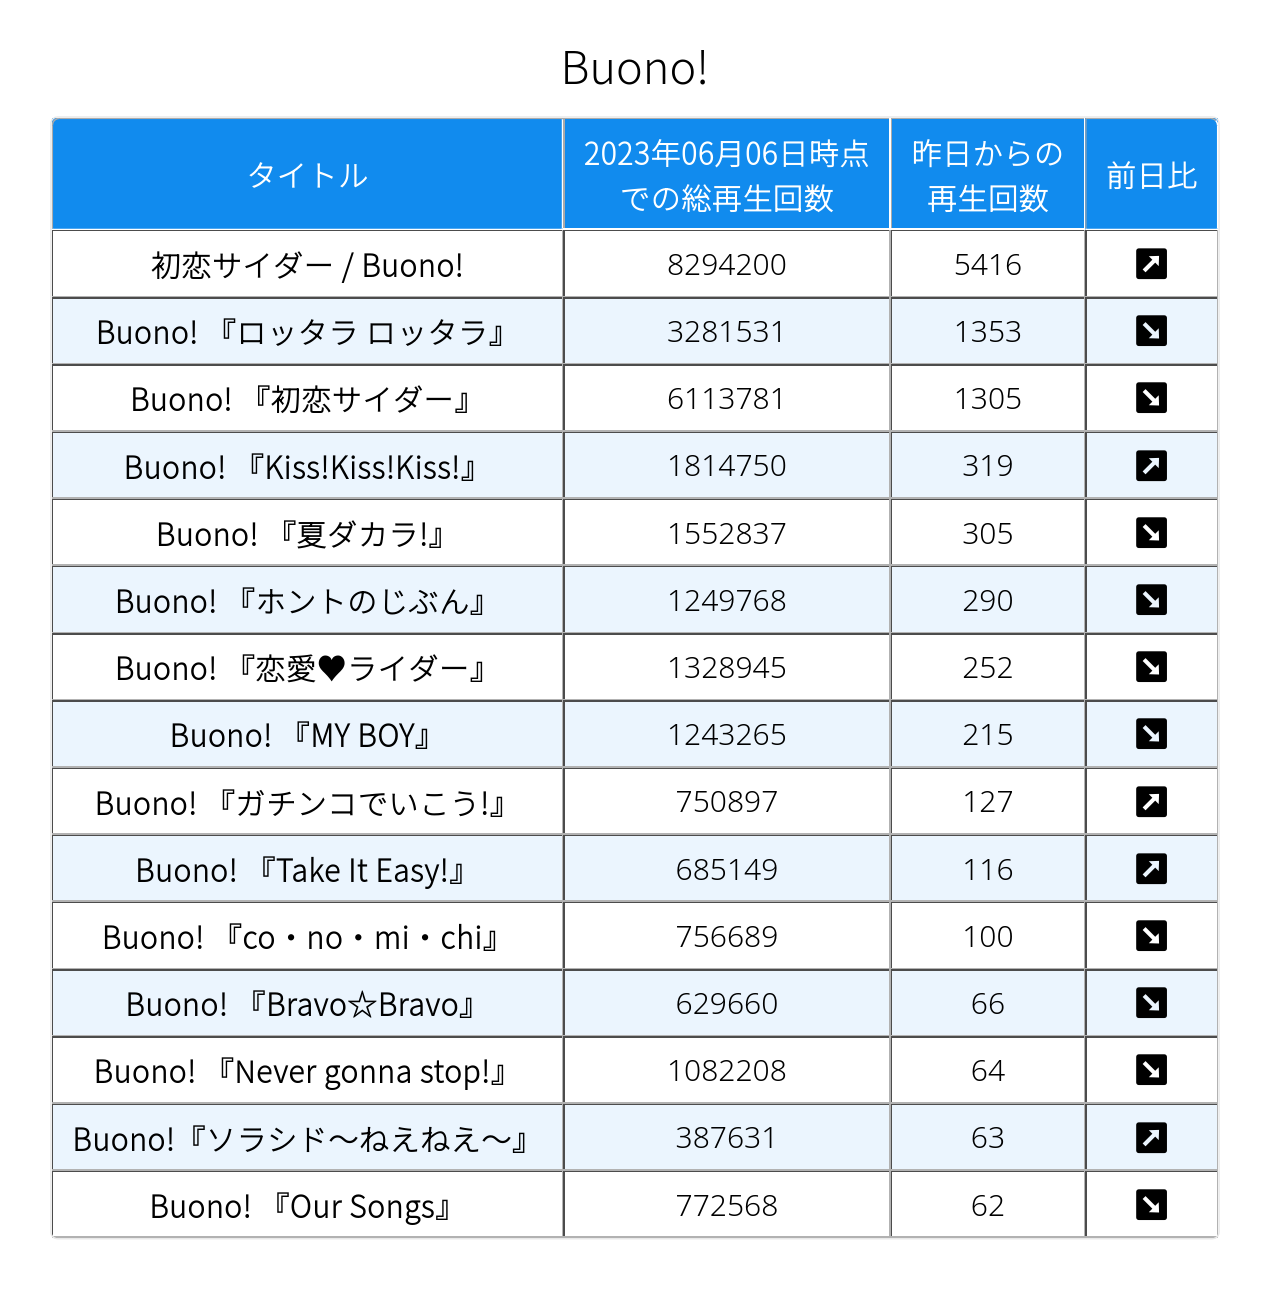 Buono!
タイトル
2023年06月06日時点
での総再生回数
昨日からの
再生回数
前日比
初恋サイダー / Buono! 8294200 5416
Buono! 『ロッタラ ロッタラ』 3281531 1353
Buono! 『初恋サイダー』 6113781 1305
Buono! 『Kiss!Kiss!Kiss!』 1814750 319
Buono! 『夏ダカラ!』 1552837 305
Buono! 『ホントのじぶん』 1249768 290
Buono! 『恋愛♥ライダー』 1328945 252
Buono! 『MY BOY』 1243265 215
Buono! 『ガチンコでいこう!』 750897 127
Buono! 『Take It Easy!』 685149 116
Buono! 『co・no・mi・chi』 756689 100
Buono! 『Bravo☆Bravo』 629660 66
Buono! 『Never gonna stop!』 1082208 64
Buono!『ソラシド〜ねえねえ〜』 387631 63
Buono! 『Our Songs』 772568 62